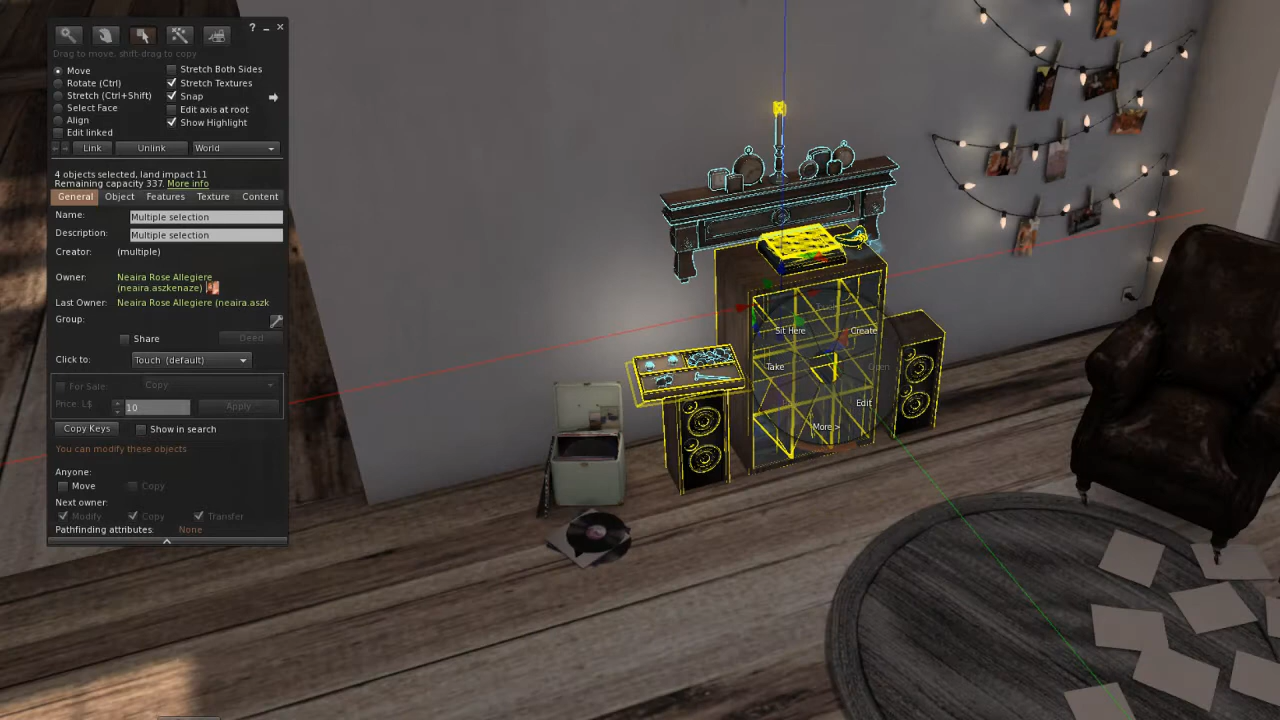 ? _ ×
Drag to move, shift-drag to copy
Move
Rotate (Ctrl)
Stretch (Ctrl+Shift)
Select Face
Align
Edit linked
Stretch Both Sides
Stretch Textures
Snap
Edit axis at root
Show Highlight
Link Unlink World
4 objects selected, land impact 11
Remaining capacity 337. More info
General Object Features Texture Content
Name: Multiple selection
Description: Multiple selection
Creator: (multiple)
Owner: Neaira Rose Allegiere
(neaira.aszkenaze)
Last Owner: Neaira Rose Allegiere (neaira.aszk
Group:
Share Deed
Click to: Touch (default)
For Sale: Copy
Price: L$ 10 Apply
Copy Keys Show in search
You can modify these objects
Anyone:
Move Copy
Next owner:
Modify Copy Transfer
Pathfinding attributes: None
Sit Here Create
Take Open
Edit
More >